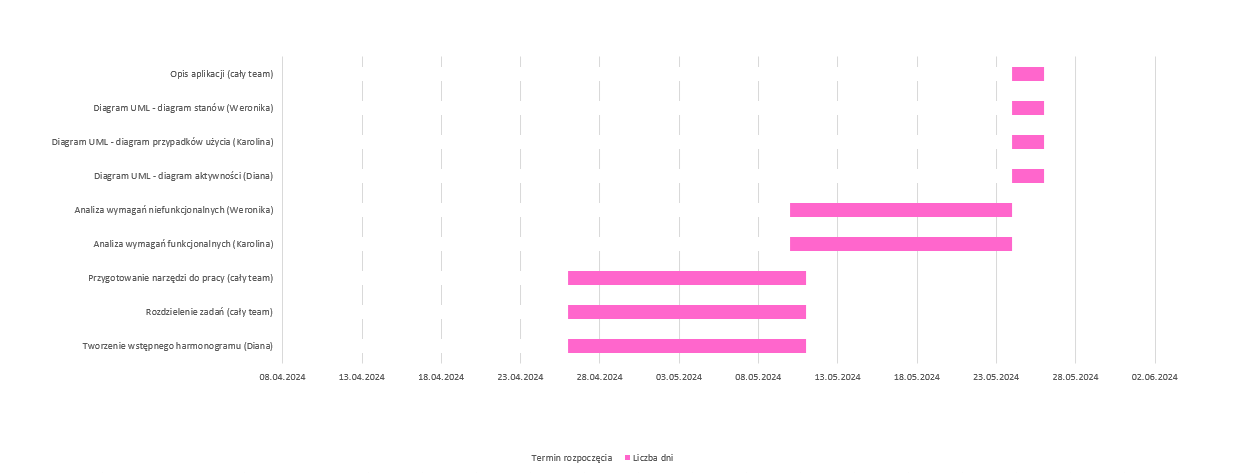 Opis aplikacji (cały team)
Diagram UML - diagram stanów (Weronika)
Diagram UML - diagram przypadków użycia (Karolina)
Diagram UML - diagram aktywności (Diana)
Analiza wymagań niefunkcjonalnych (Weronika)
Analiza wymagań funkcjonalnych (Karolina)
Przygotowanie narzędzi do pracy (cały team)
Rozdzielenie zadań (cały team)
Tworzenie wstępnego harmonogramu (Diana)
08.04.2024 13.04.2024 18.04.2024 23.04.2024 28.04.2024 03.05.2024 08.05.2024 13.05.2024 18.05.2024 23.05.2024 28.05.2024 02.06.2024
Termin rozpoczęcia Liczba dni